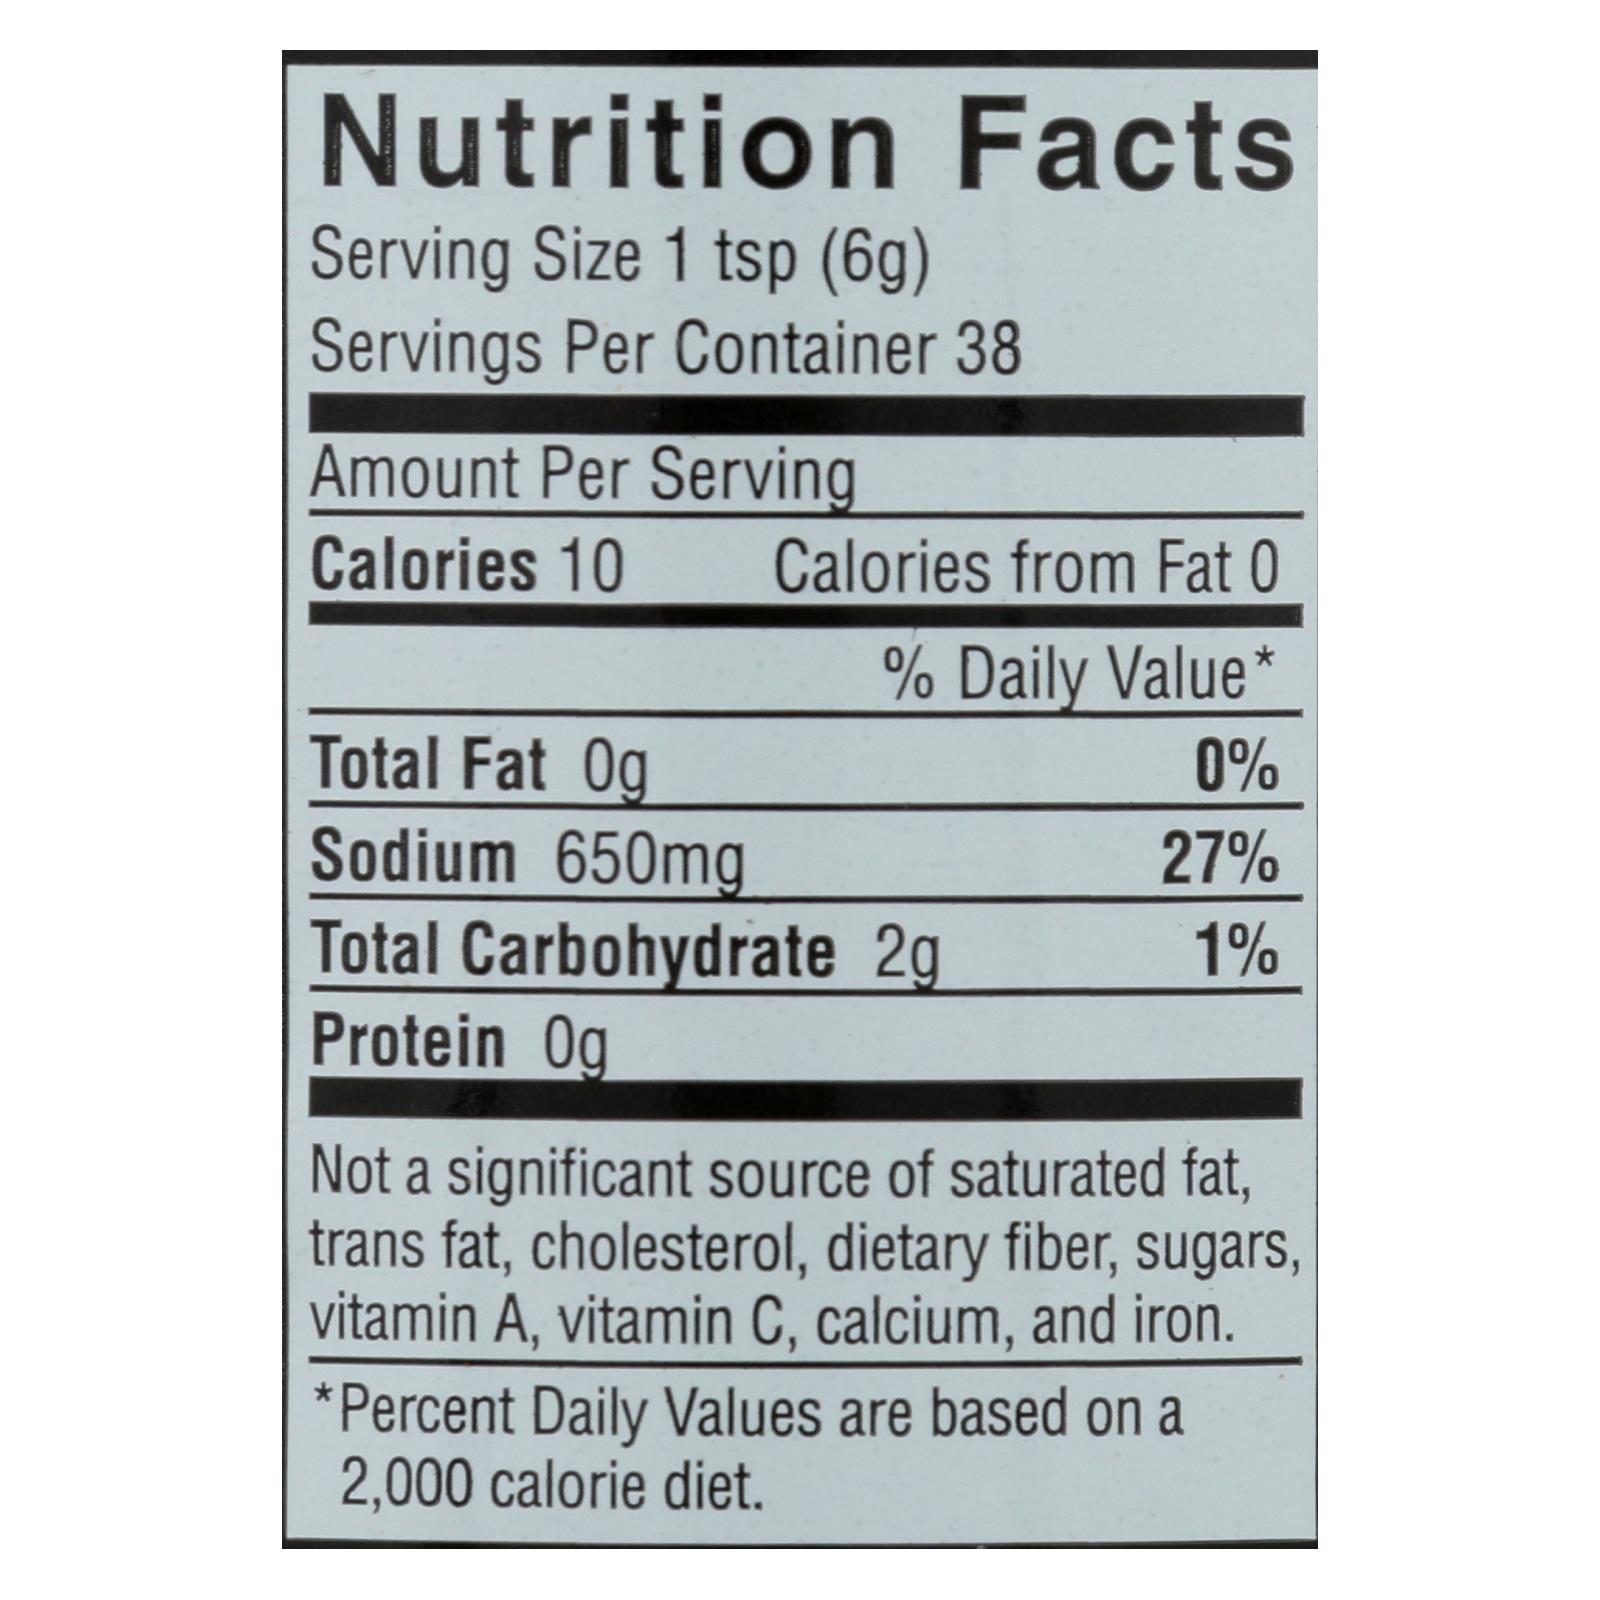 Nutrition Facts
Serving Size 1 tsp (6g)
Servings Per Container 38
Amount Per Serving
Calories 10 Calories from Fat 0
% Daily Value*
Total Fat 0g 0%
Sodium 650mg 27%
Total Carbohydrate 2g 1%
Protein 0g
Not a significant source of saturated fat,
trans fat, cholesterol, dietary fiber, sugars,
vitamin A, vitamin C, calcium, and iron.
*Percent Daily Values are based on a
2,000 calorie diet.